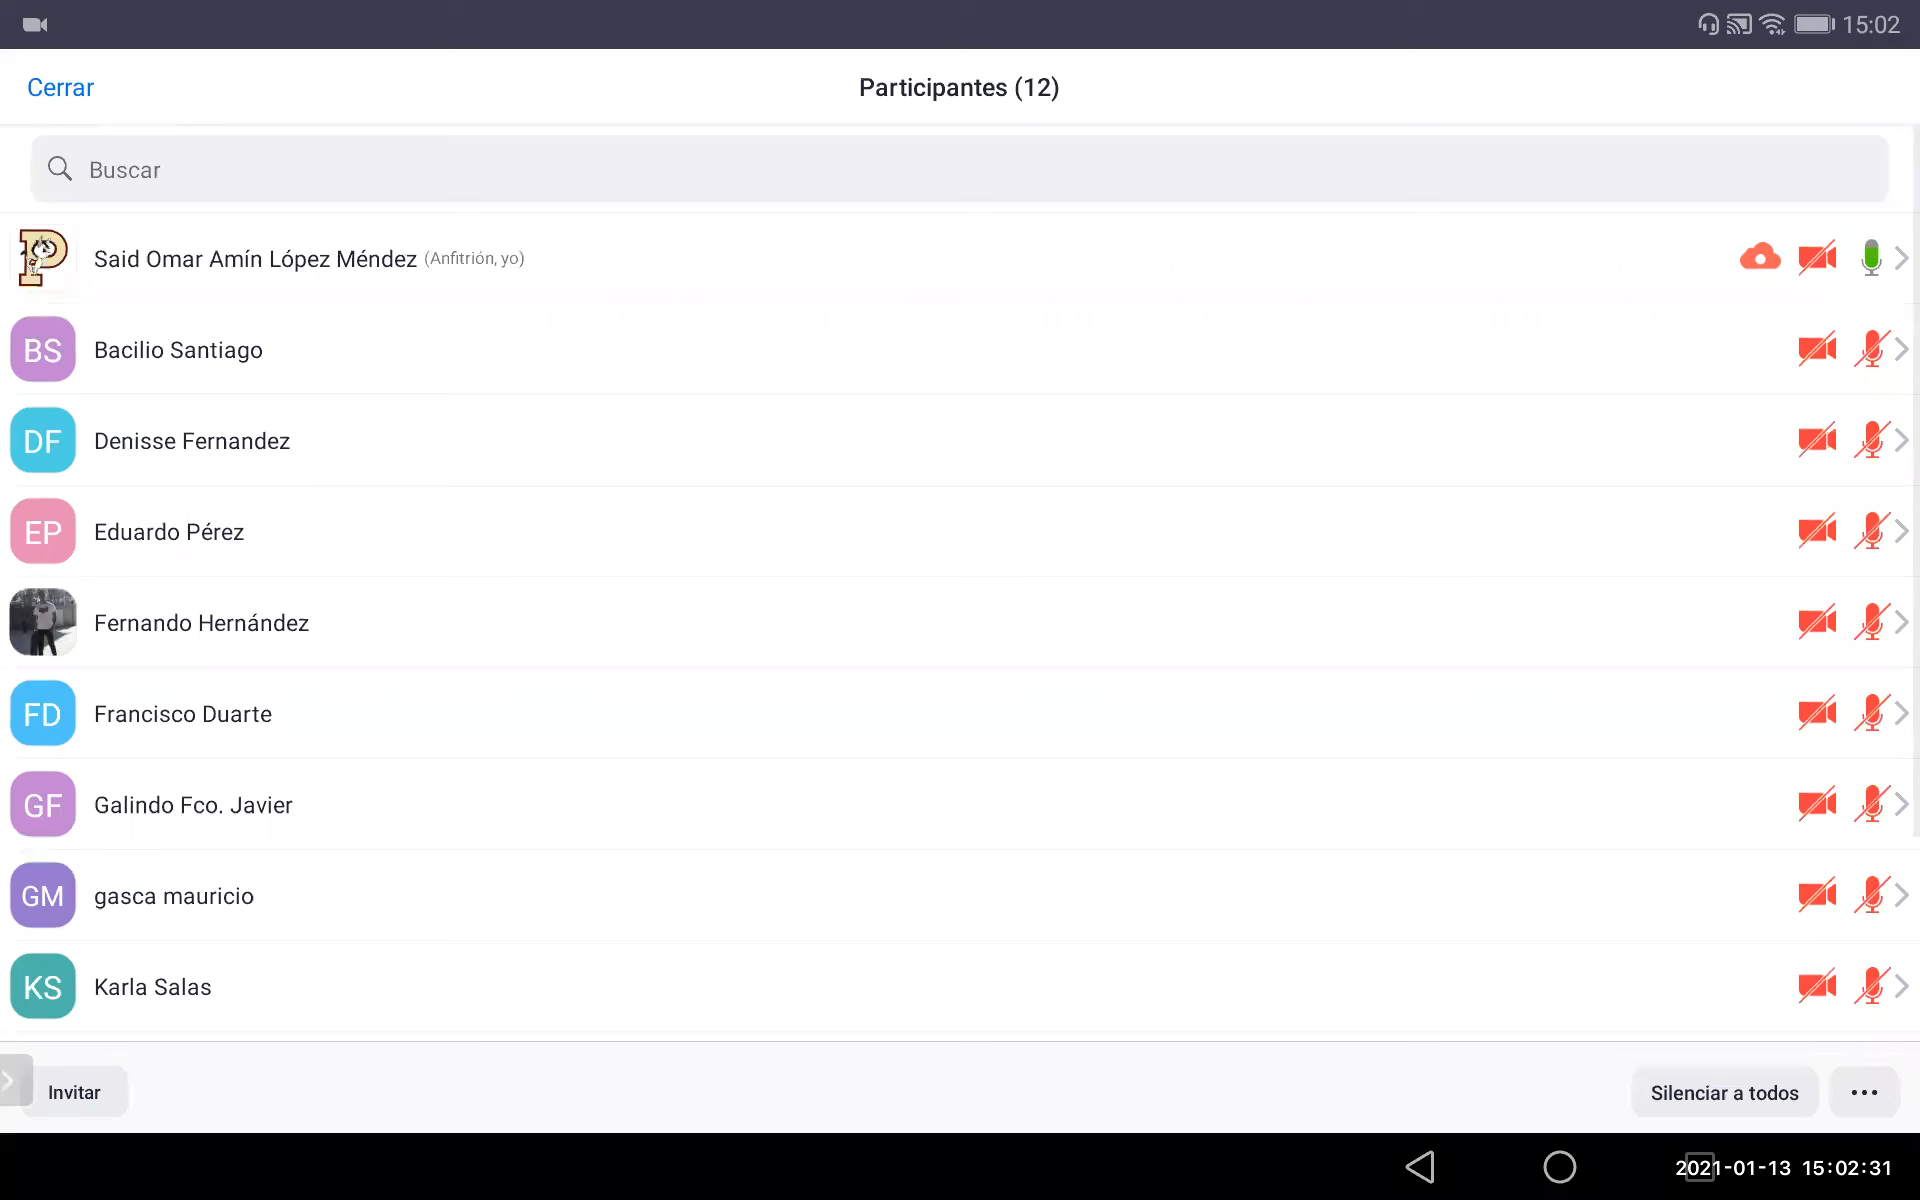 15:02
Cerrar
Participantes (12)
Buscar
P
Said Omar Amín López Méndez (Anfitrión, yo)
BS
Bacilio Santiago
DF
Denisse Fernandez
EP
Eduardo Pérez
Fernando Hernández
FD
Francisco Duarte
GF
Galindo Fco. Javier
GM
gasca mauricio
KS
Karla Salas
Invitar
Silenciar a todos
2021-01-13 15:02:31